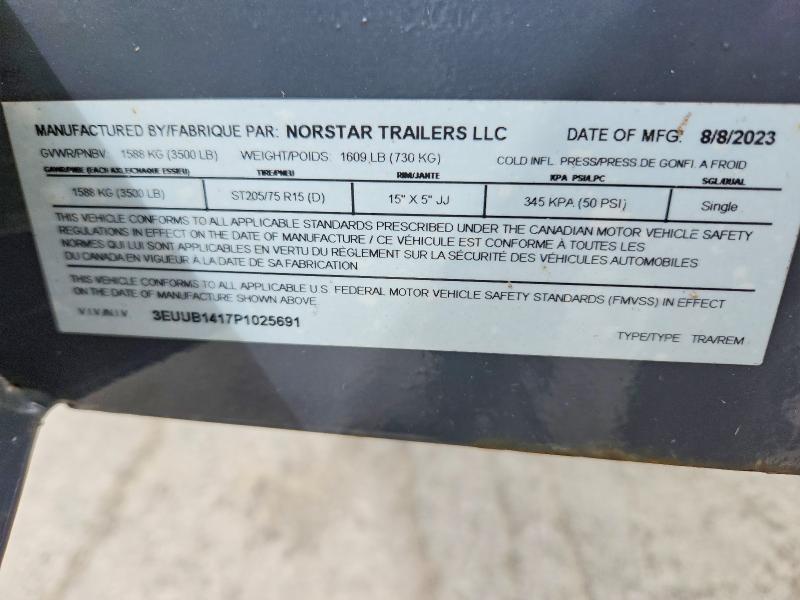 MANUFACTURED BY/FABRIQUE PAR: NORSTAR TRAILERS LLC DATE OF MFG: 8/8/2023
GVWR/PNBV: 1588 KG (3500 LB) WEIGHT/POIDS: 1609 LB (730 KG) COLD INFL. PRESS/PRESS DE GONFL A FROID
GAWR/PNBE (EACH AXL ECHAQUE ESSIEU) TIRE/PNEU RIM/JANTE KPA PSI/LPC SGL/DUAL
1588 KG (3500 LB) ST205/75 R15 (D) 15" X 5" JJ 345 KPA (50 PSI) Single
THIS VEHICLE CONFORMS TO ALL APPLICABLE STANDARDS PRESCRIBED UNDER THE CANADIAN MOTOR VEHICLE SAFETY
REGULATIONS IN EFFECT ON THE DATE OF MANUFACTURE / CE VÉHICULE EST CONFORME À TOUTES LES
NORMES QUI LUI SONT APPLICABLES EN VERTU DU RÉGLEMENT SUR LA SÉCURITÉ DES VÉHICULES AUTOMOBILES
DU CANADA EN VIGUEUR A LA DATE DE SA FABRICATION
THIS VEHICLE CONFORMS TO ALL APPLICABLE U.S. FEDERAL MOTOR VEHICLE SAFETY STANDARDS (FMVSS) IN EFFECT
ON THE DATE OF MANUFACTURE SHOWN ABOVE
V.I.N./N.I.V 3EUUB1417P1025691 TYPE/TYPE TRA/REM